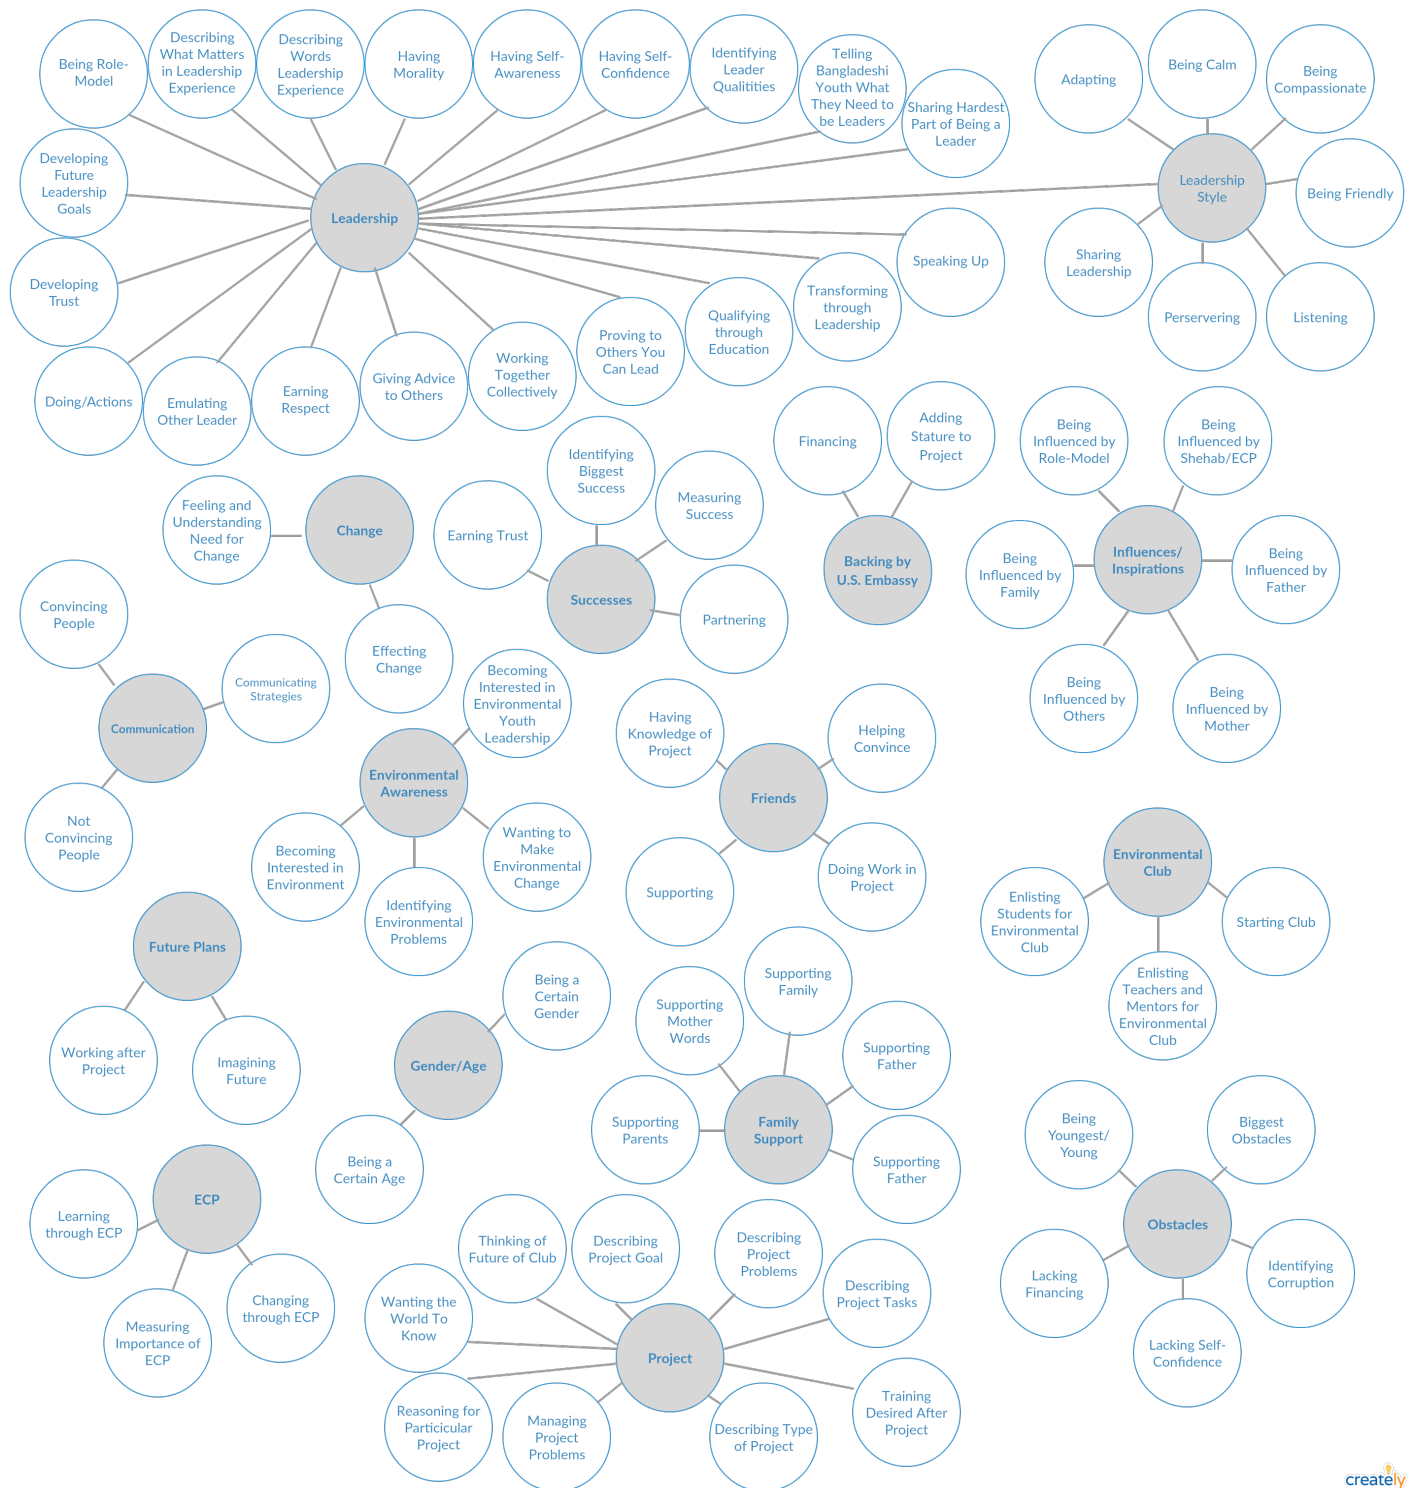 Being Role-
Model
Describing
What Matters
in Leadership
Experience
Describing
Words
Leadership
Experience
Having
Morality
Having Self-
Awareness
Having Self-
Confidence
Identifying
Leader
Qualitities
Telling
Bangladeshi
Youth What
They Need to
be Leaders
Sharing Hardest
Part of Being a
Leader
Adapting
Being Calm
Being
Compassionate
Developing
Future
Leadership
Goals
Leadership
Leadership
Style
Being Friendly
Developing
Trust
Speaking Up
Sharing
Leadership
Transforming
through
Leadership
Qualifying
through
Education
Proving to
Others You
Can Lead
Perservering
Listening
Doing/Actions
Emulating
Other Leader
Earning
Respect
Giving Advice
to Others
Working
Together
Collectively
Identifying
Biggest
Success
Financing
Adding
Stature to
Project
Being
Influenced by
Role-Model
Being
Influenced by
Shehab/ECP
Feeling and
Understanding
Need for
Change
Change
Earning Trust
Measuring
Success
Backing by
U.S. Embassy
Being
Influenced by
Family
Influences/
Inspirations
Being
Influenced by
Father
Convincing
People
Successes
Partnering
Effecting
Change
Communicating
Strategies
Communication
Becoming
Interested in
Environmental
Youth
Leadership
Being
Influenced by
Others
Being
Influenced by
Mother
Having
Knowledge of
Project
Helping
Convince
Environmental
Awareness
Friends
Not
Convincing
People
Becoming
Interested in
Environment
Wanting to
Make
Environmental
Change
Identifying
Environmental
Problems
Supporting
Doing Work in
Project
Environmental
Club
Enlisting
Students for
Environmental
Club
Starting Club
Enlisting
Teachers and
Mentors for
Environmental
Club
Future Plans
Working after
Project
Imagining
Future
Being a
Certain
Gender
Gender/Age
Being a
Certain Age
Supporting
Mother
Words
Supporting
Family
Supporting
Father
Supporting
Parents
Family
Support
Supporting
Father
Being
Youngest/
Young
Biggest
Obstacles
Obstacles
Lacking
Financing
Identifying
Corruption
Lacking Self-
Confidence
ECP
Learning
through ECP
Measuring
Importance of
ECP
Changing
through ECP
Thinking of
Future of Club
Describing
Project Goal
Describing
Project
Problems
Describing
Project Tasks
Wanting the
World To
Know
Project
Reasoning for
Particicular
Project
Managing
Project
Problems
Describing Type
of Project
Training
Desired After
Project
creately